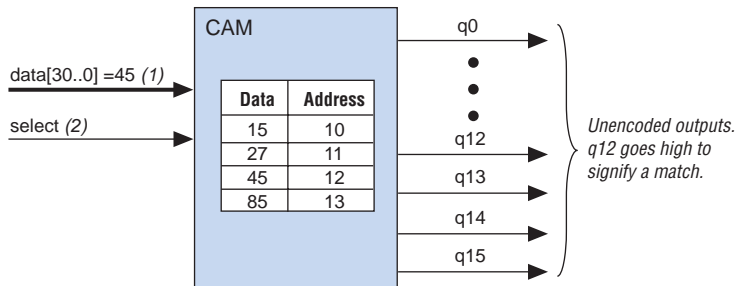 CAM
data[30..0] =45 (1)
select (2)
Data Address
15 10
27 11
45 12
85 13
q0
q12
q13
q14
q15
Unencoded outputs.
q12 goes high to
signify a match.